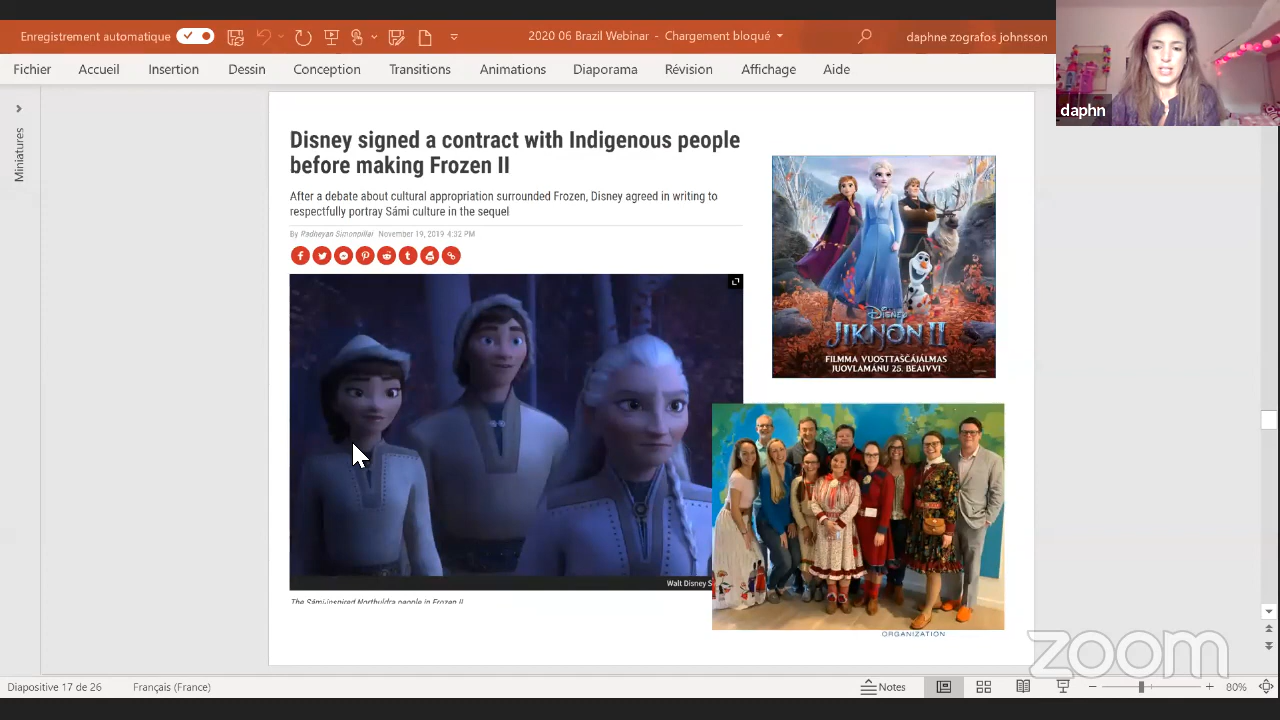 Enregistrement automatique
2020 06 Brazil Webinar - Chargement bloqué
daphne zografos johnsson
Fichier Accueil Insertion Dessin Conception Transitions Animations Diaporama Révision Affichage Aide
daphn
Miniatures
Disney signed a contract with Indigenous people
before making Frozen II
After a debate about cultural appropriation surrounded Frozen, Disney agreed in writing to
respectfully portray Sámi culture in the sequel
By Radheyan Simonpillai November 19, 2019 4:32 PM
Walt Disney S
The Sámi-inspired Northuldra people in Frozen II
DISNEY
JIKŊON II
FILMMA VUOSTTAŠČÁJÁLMAS
JUOVLAMÁNU 25. BEAIVVI
ORGANIZATION
zoom
Diapositive 17 de 26 Français (France) Notes 80%